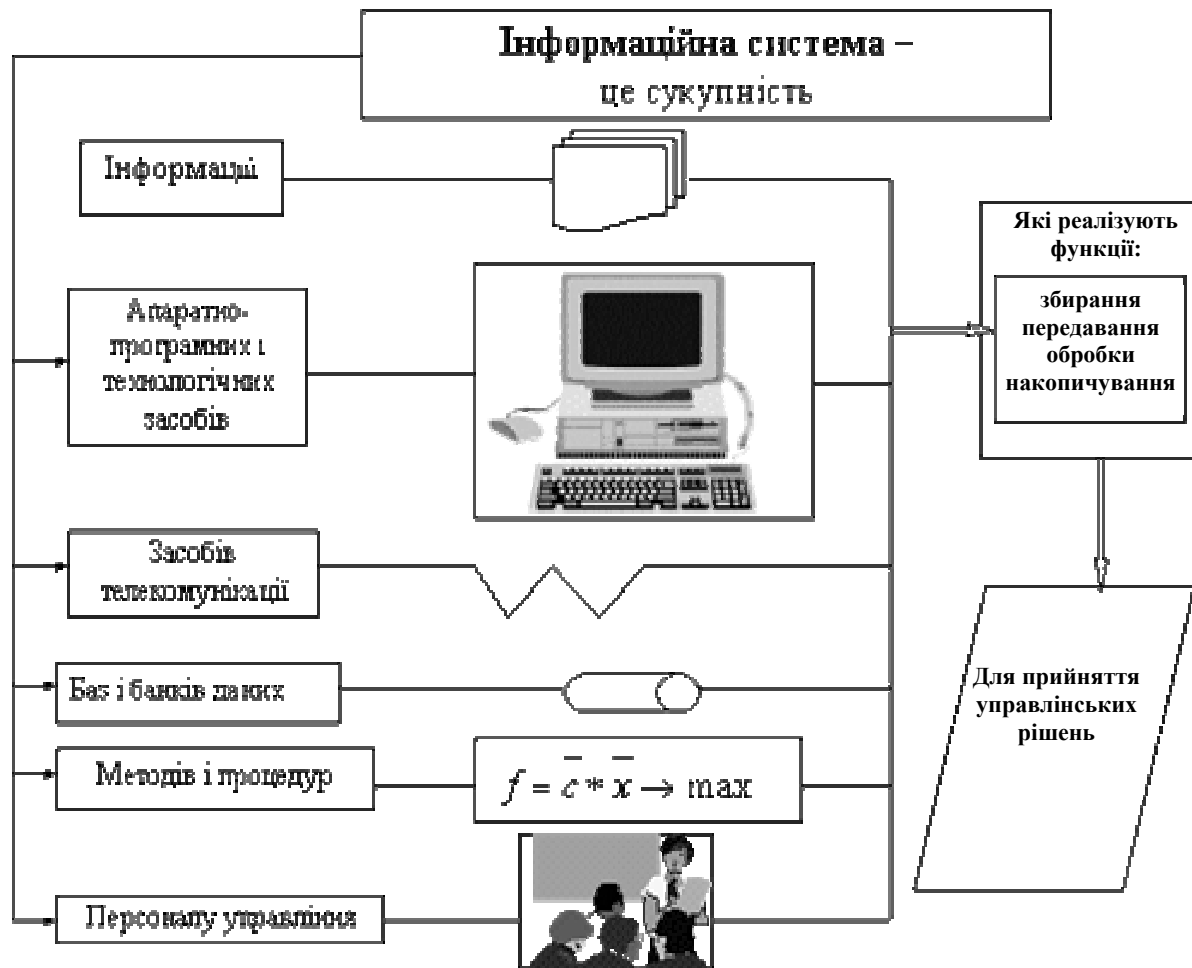 Інформаційна система –
це сукупність
Інформації
Апаратно-
програмних і
технологічних
засобів
Засобів
телекомунікації
Баз і банків даних
Методів і процедур
f = c̅ * x̅ → max
Персоналу управління
Які реалізують
функції:
збирання
передавання
обробки
накопичування
Для прийняття
управлінських
рішень